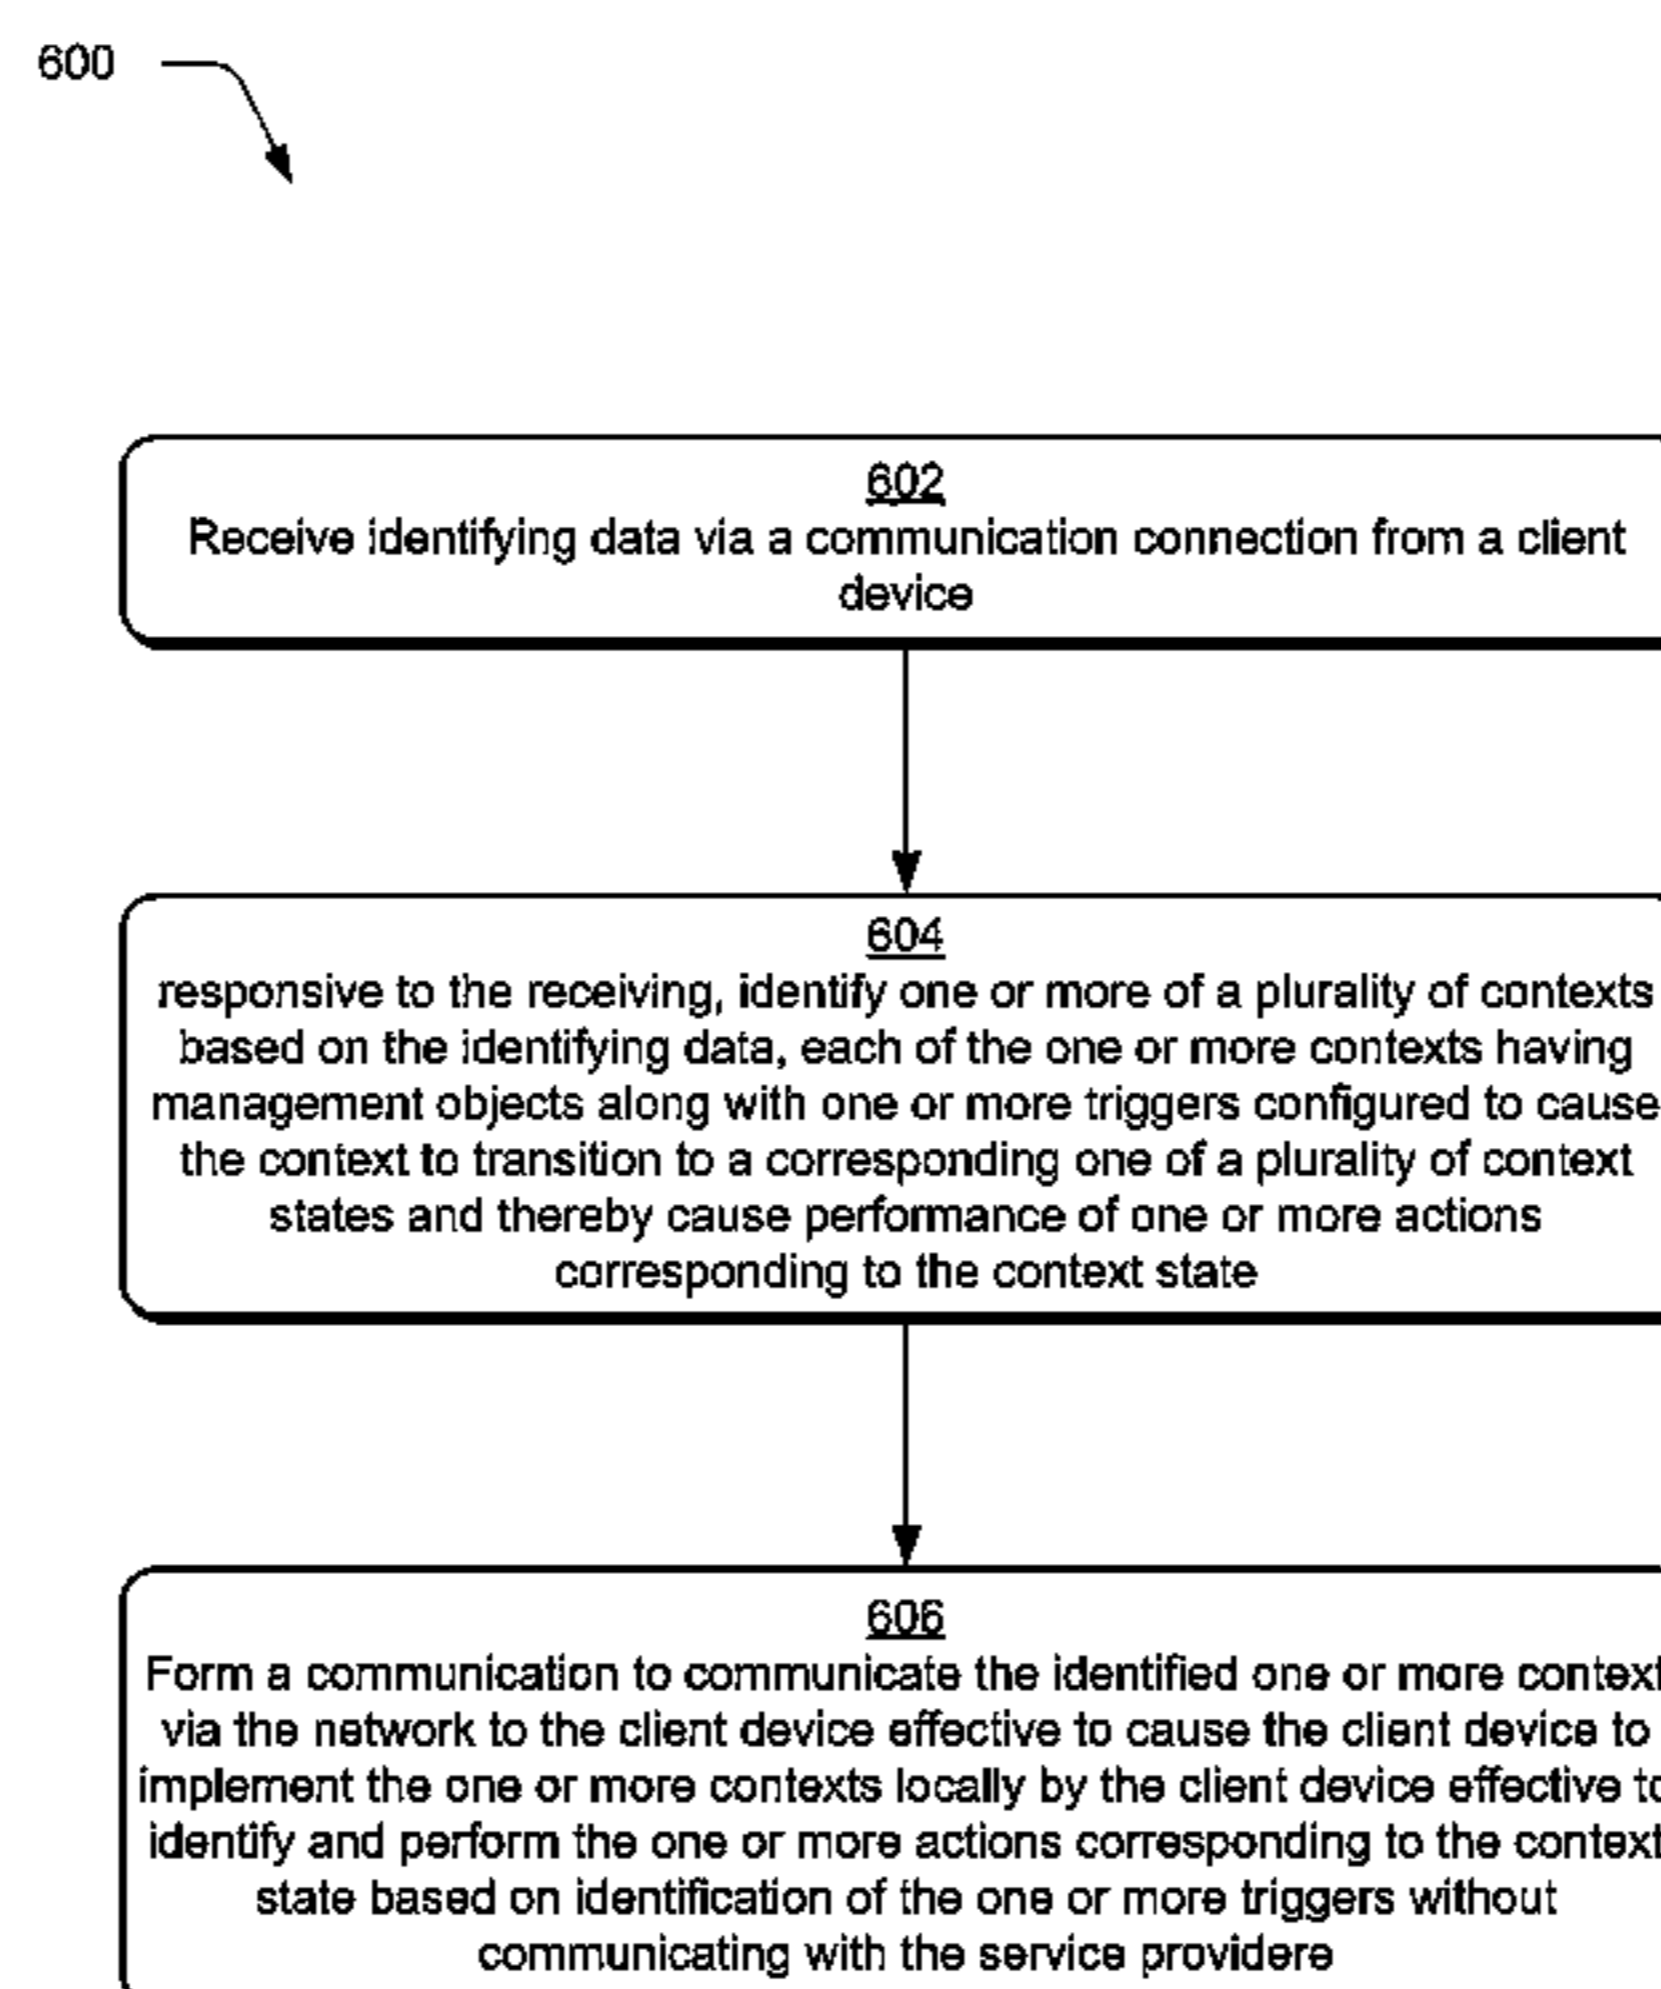 600
602
Receive identifying data via a communication connection from a client
device
604
responsive to the receiving, identify one or more of a plurality of contexts
based on the identifying data, each of the one or more contexts having
management objects along with one or more triggers configured to cause
the context to transition to a corresponding one of a plurality of context
states and thereby cause performance of one or more actions
corresponding to the context state
606
Form a communication to communicate the identified one or more context
via the network to the client device effective to cause the client device to
implement the one or more contexts locally by the client device effective to
identify and perform the one or more actions corresponding to the context
state based on identification of the one or more triggers without
communicating with the service providere